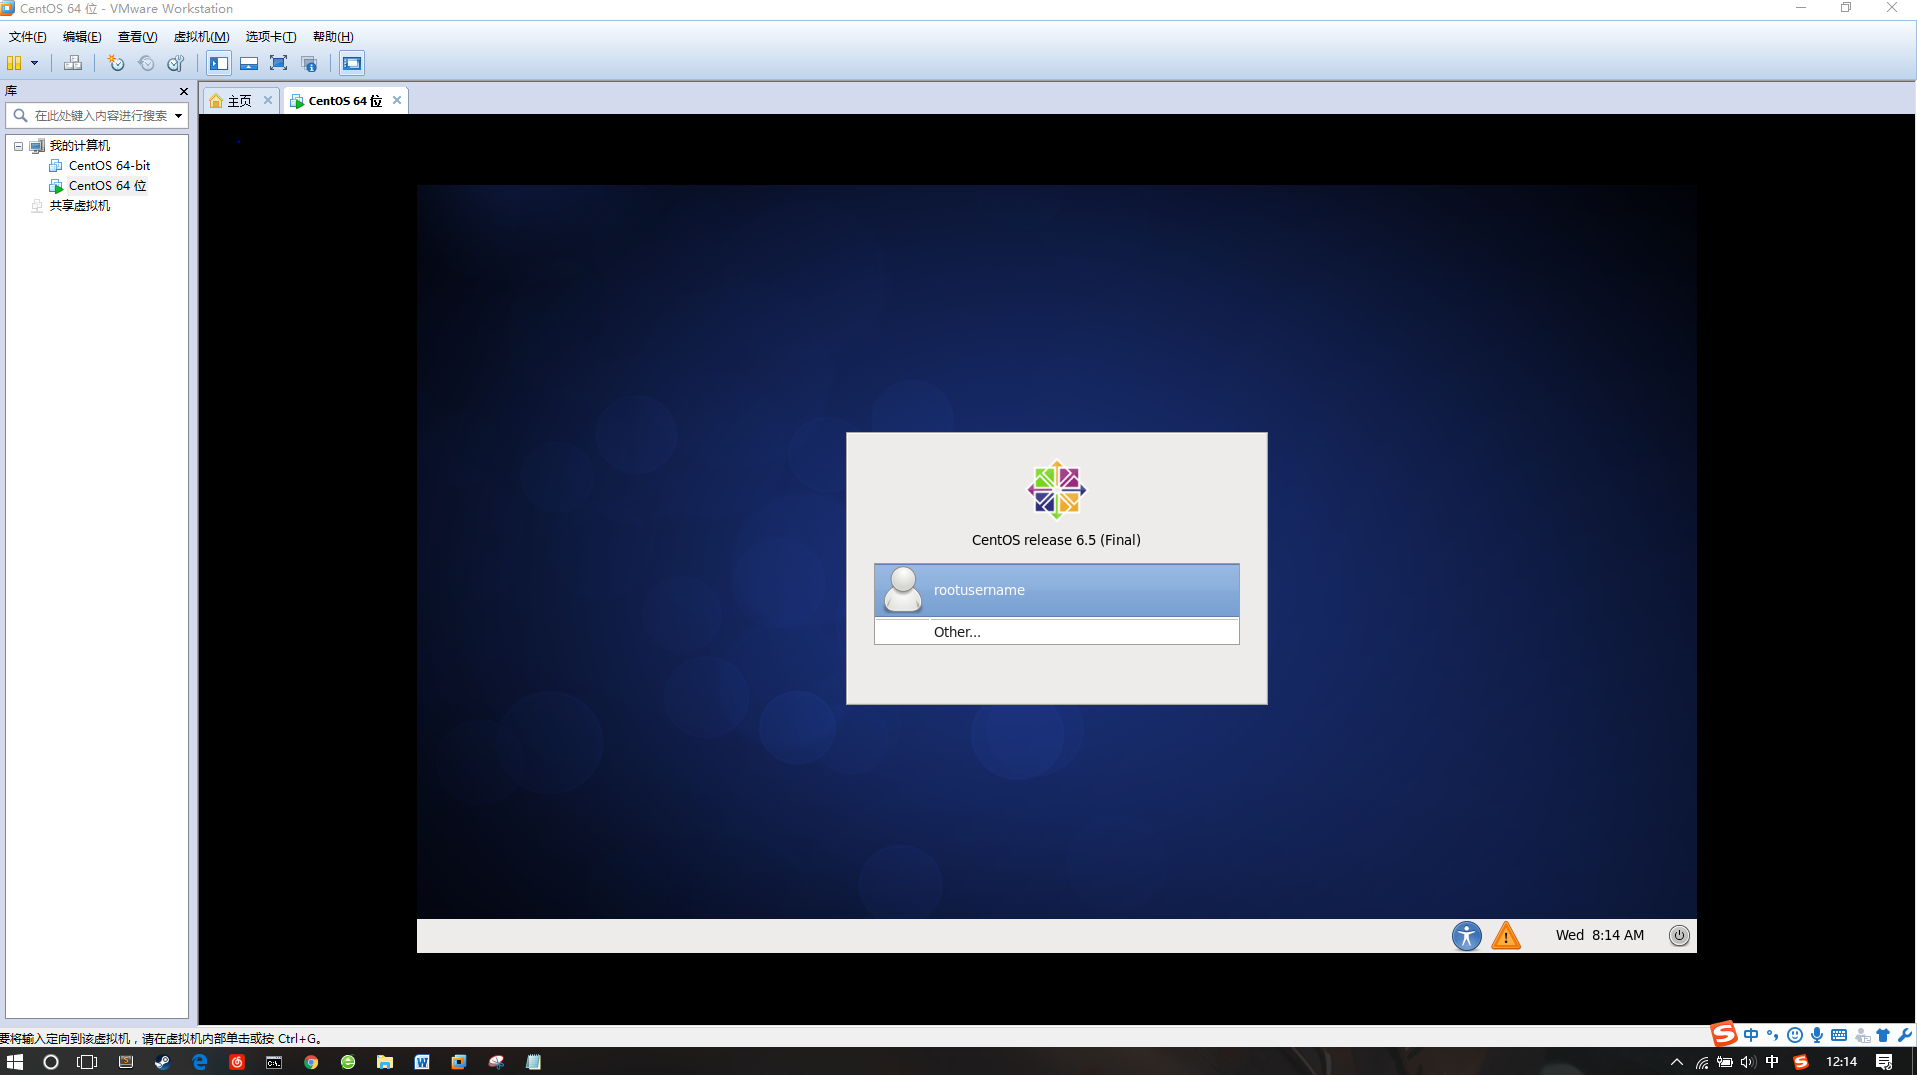 CentOS 64 位 - VMware Workstation
文件(F) 编辑(E) 查看(V) 虚拟机(M) 选项卡(T) 帮助(H)
库
主页
CentOS 64 位
在此处键入内容进行搜索
我的计算机
CentOS 64-bit
CentOS 64 位
共享虚拟机
CentOS release 6.5 (Final)
rootusername
Other...
Wed 8:14 AM
要将输入定向到该虚拟机，请在虚拟机内部单击或按 Ctrl+G。
中
中
12:14